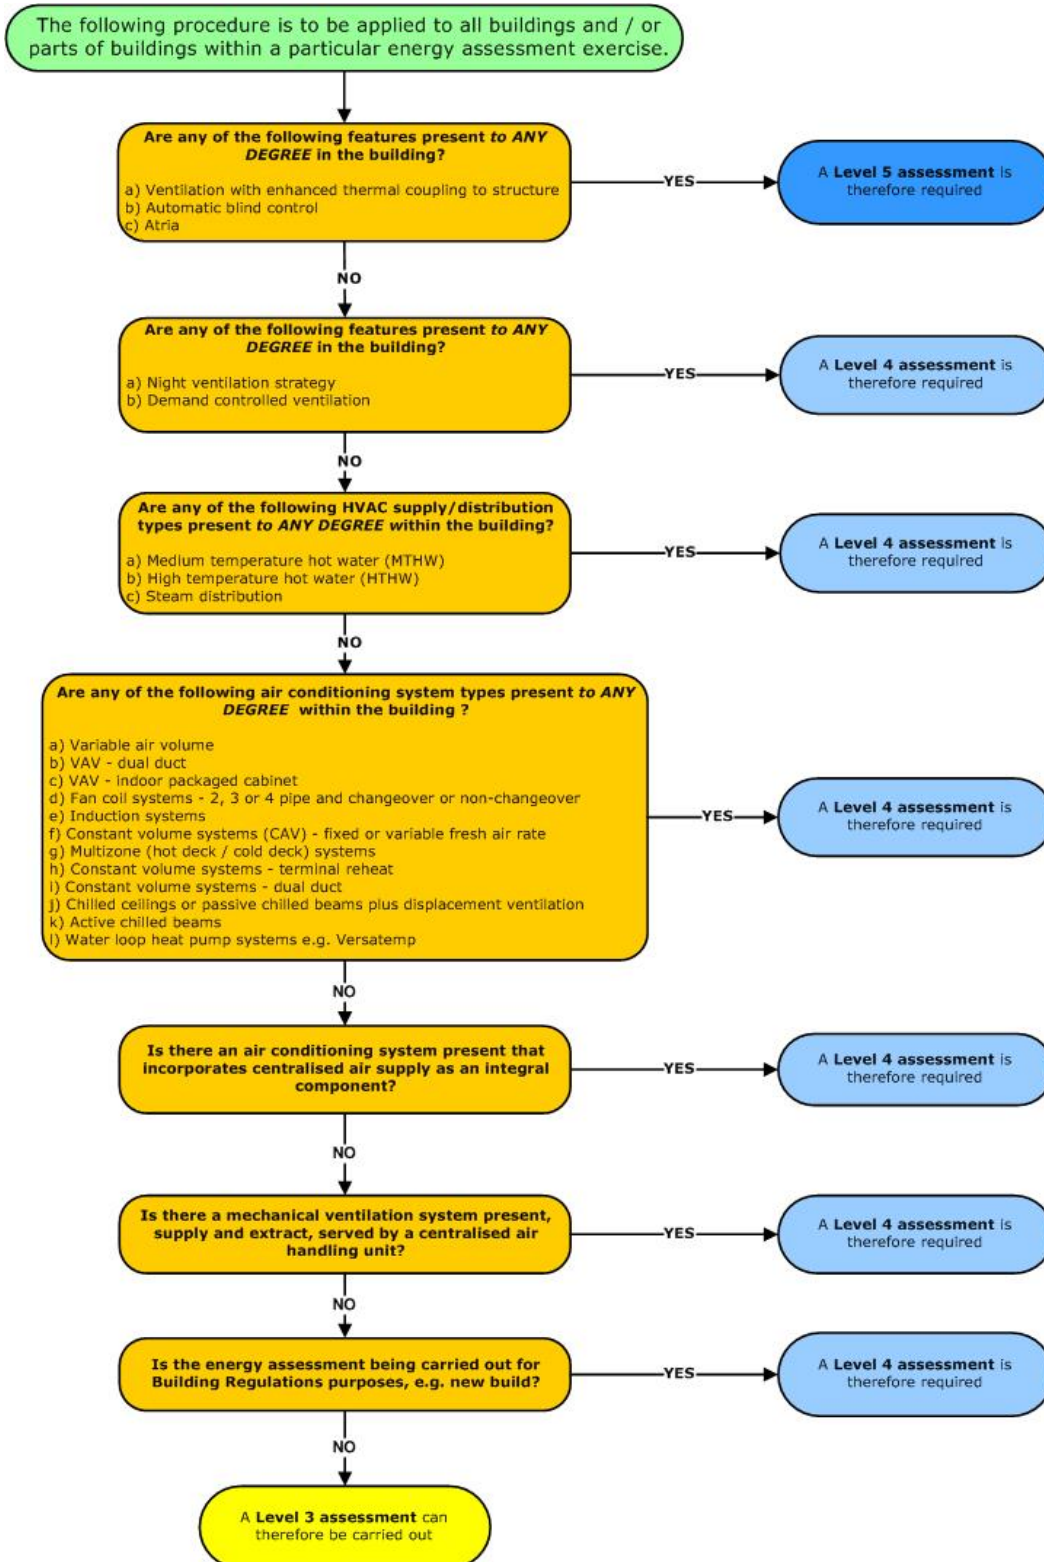 The following procedure is to be applied to all buildings and / or
parts of buildings within a particular energy assessment exercise.
Are any of the following features present to ANY
DEGREE in the building?
a) Ventilation with enhanced thermal coupling to structure
b) Automatic blind control
c) Atria
YES
A Level 5 assessment is
therefore required
NO
Are any of the following features present to ANY
DEGREE in the building?
a) Night ventilation strategy
b) Demand controlled ventilation
YES
A Level 4 assessment is
therefore required
NO
Are any of the following HVAC supply/distribution
types present to ANY DEGREE within the building?
a) Medium temperature hot water (MTHW)
b) High temperature hot water (HTHW)
c) Steam distribution
YES
A Level 4 assessment is
therefore required
NO
Are any of the following air conditioning system types present to ANY
DEGREE within the building ?
a) Variable air volume
b) VAV - dual duct
c) VAV - indoor packaged cabinet
d) Fan coil systems - 2, 3 or 4 pipe and changeover or non-changeover
e) Induction systems
f) Constant volume systems (CAV) - fixed or variable fresh air rate
g) Multizone (hot deck / cold deck) systems
h) Constant volume systems - terminal reheat
i) Constant volume systems - dual duct
j) Chilled ceilings or passive chilled beams plus displacement ventilation
k) Active chilled beams
l) Water loop heat pump systems e.g. Versatemp
YES
A Level 4 assessment is
therefore required
NO
Is there an air conditioning system present that
incorporates centralised air supply as an integral
component?
YES
A Level 4 assessment is
therefore required
NO
Is there a mechanical ventilation system present,
supply and extract, served by a centralised air
handling unit?
YES
A Level 4 assessment is
therefore required
NO
Is the energy assessment being carried out for
Building Regulations purposes, e.g. new build?
YES
A Level 4 assessment is
therefore required
NO
A Level 3 assessment can
therefore be carried out